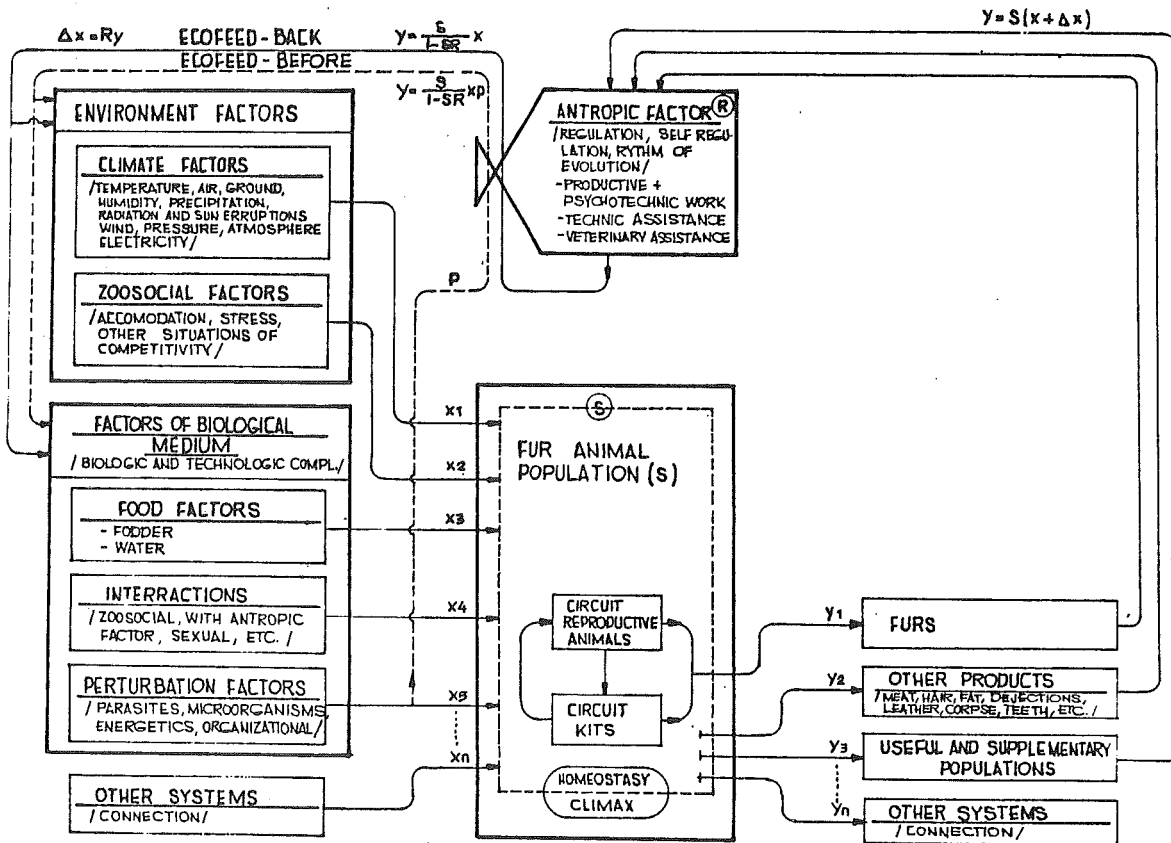 Δx=Ry
ECOFEED-BACK
y= S/1-SR x
ECOFEED-BEFORE
y= S/1-SR xp
y=S(x+Δx)
ENVIRONMENT FACTORS
CLIMATE FACTORS
/TEMPERATURE, AIR, GROUND,
HUMIDITY, PRECIPITATION,
RADIATION AND SUN ERRUPTIONS
WIND, PRESSURE, ATMOSPHERE
ELECTRICITY/
ZOOSOCIAL FACTORS
/ACCOMODATION, STRESS,
OTHER SITUATIONS OF
COMPETITIVITY/
ANTROPIC FACTOR R
/REGULATION, SELF REGU-
LATION, RYTHM OF
EVOLUTION/
-PRODUCTIVE +
PSYCHOTECHNIC WORK
-TECHNIC ASSISTANCE
-VETERINARY ASSISTANCE
P
FACTORS OF BIOLOGICAL
MEDIUM
/BIOLOGIC AND TECHNOLOGIC COMPL./
FOOD FACTORS
- FODDER
- WATER
INTERRACTIONS
/ZOOSOCIAL, WITH ANTROPIC
FACTOR, SEXUAL, ETC./
PERTURBATION FACTORS
/PARASITES, MICROORGANISMS,
ENERGETICS, ORGANIZATIONAL/
OTHER SYSTEMS
/CONNECTION/
x1
x2
x3
x4
x5
xn
S
FUR ANIMAL
POPULATION (S)
CIRCUIT
REPRODUCTIVE
ANIMALS
CIRCUIT
KITS
HOMEOSTASY
CLIMAX
y1
FURS
y2
OTHER PRODUCTS
/MEAT, HAIR, FAT, DEJECTIONS,
LEATHER, CORPSE, TEETH, ETC./
y3
USEFUL AND SUPPLEMENTARY
POPULATIONS
yn
OTHER SYSTEMS
/CONNECTION/